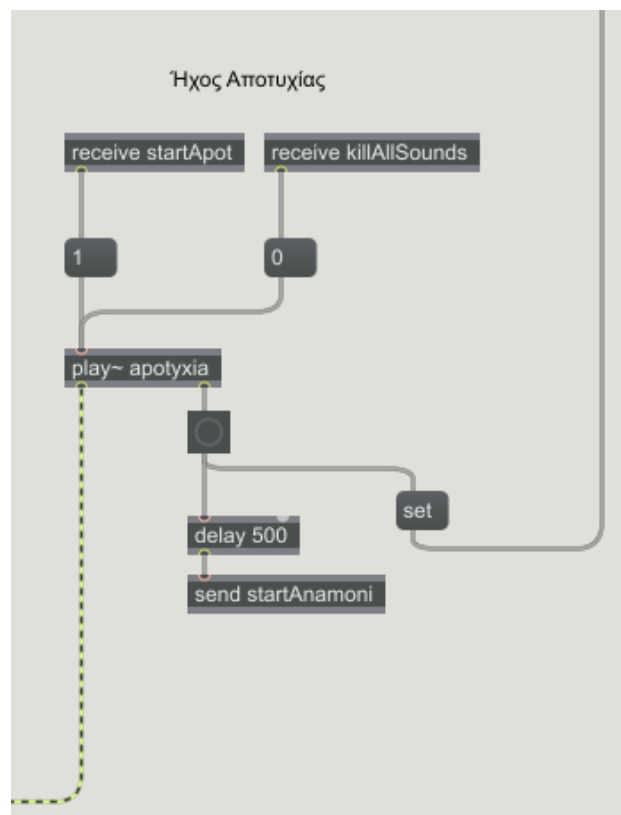 Ήχος Αποτυχίας
receive startApot
receive killAllSounds
1
0
play~ apotyxia
set
delay 500
send startAnamoni